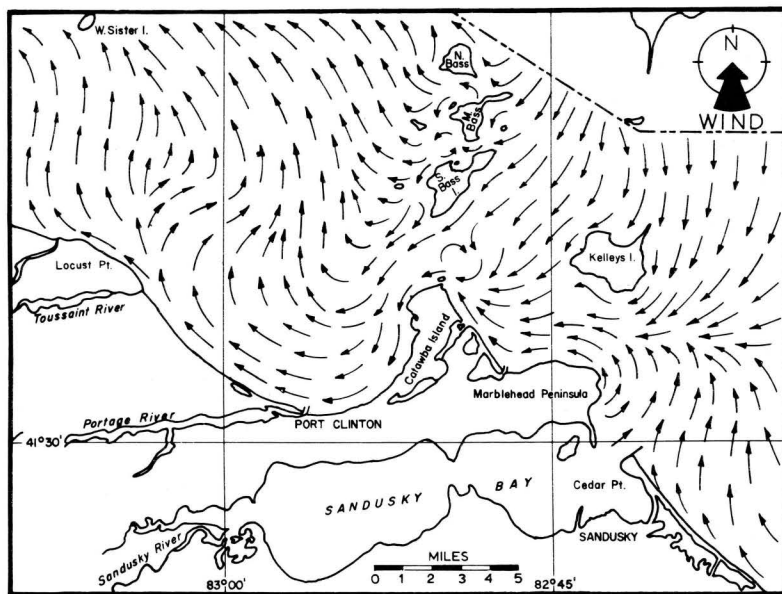 W. Sister I.
N.
Bass
M.
Bass
S.
Bass
I.
N
WIND
Kelleys I.
Locust Pt.
Toussaint River
Catawba Island
Marblehead Peninsula
Portage River
PORT CLINTON
41°30'
SANDUSKY BAY
Cedar Pt.
SANDUSKY
Sandusky River
MILES
0 1 2 3 4 5
83°00'
82°45'